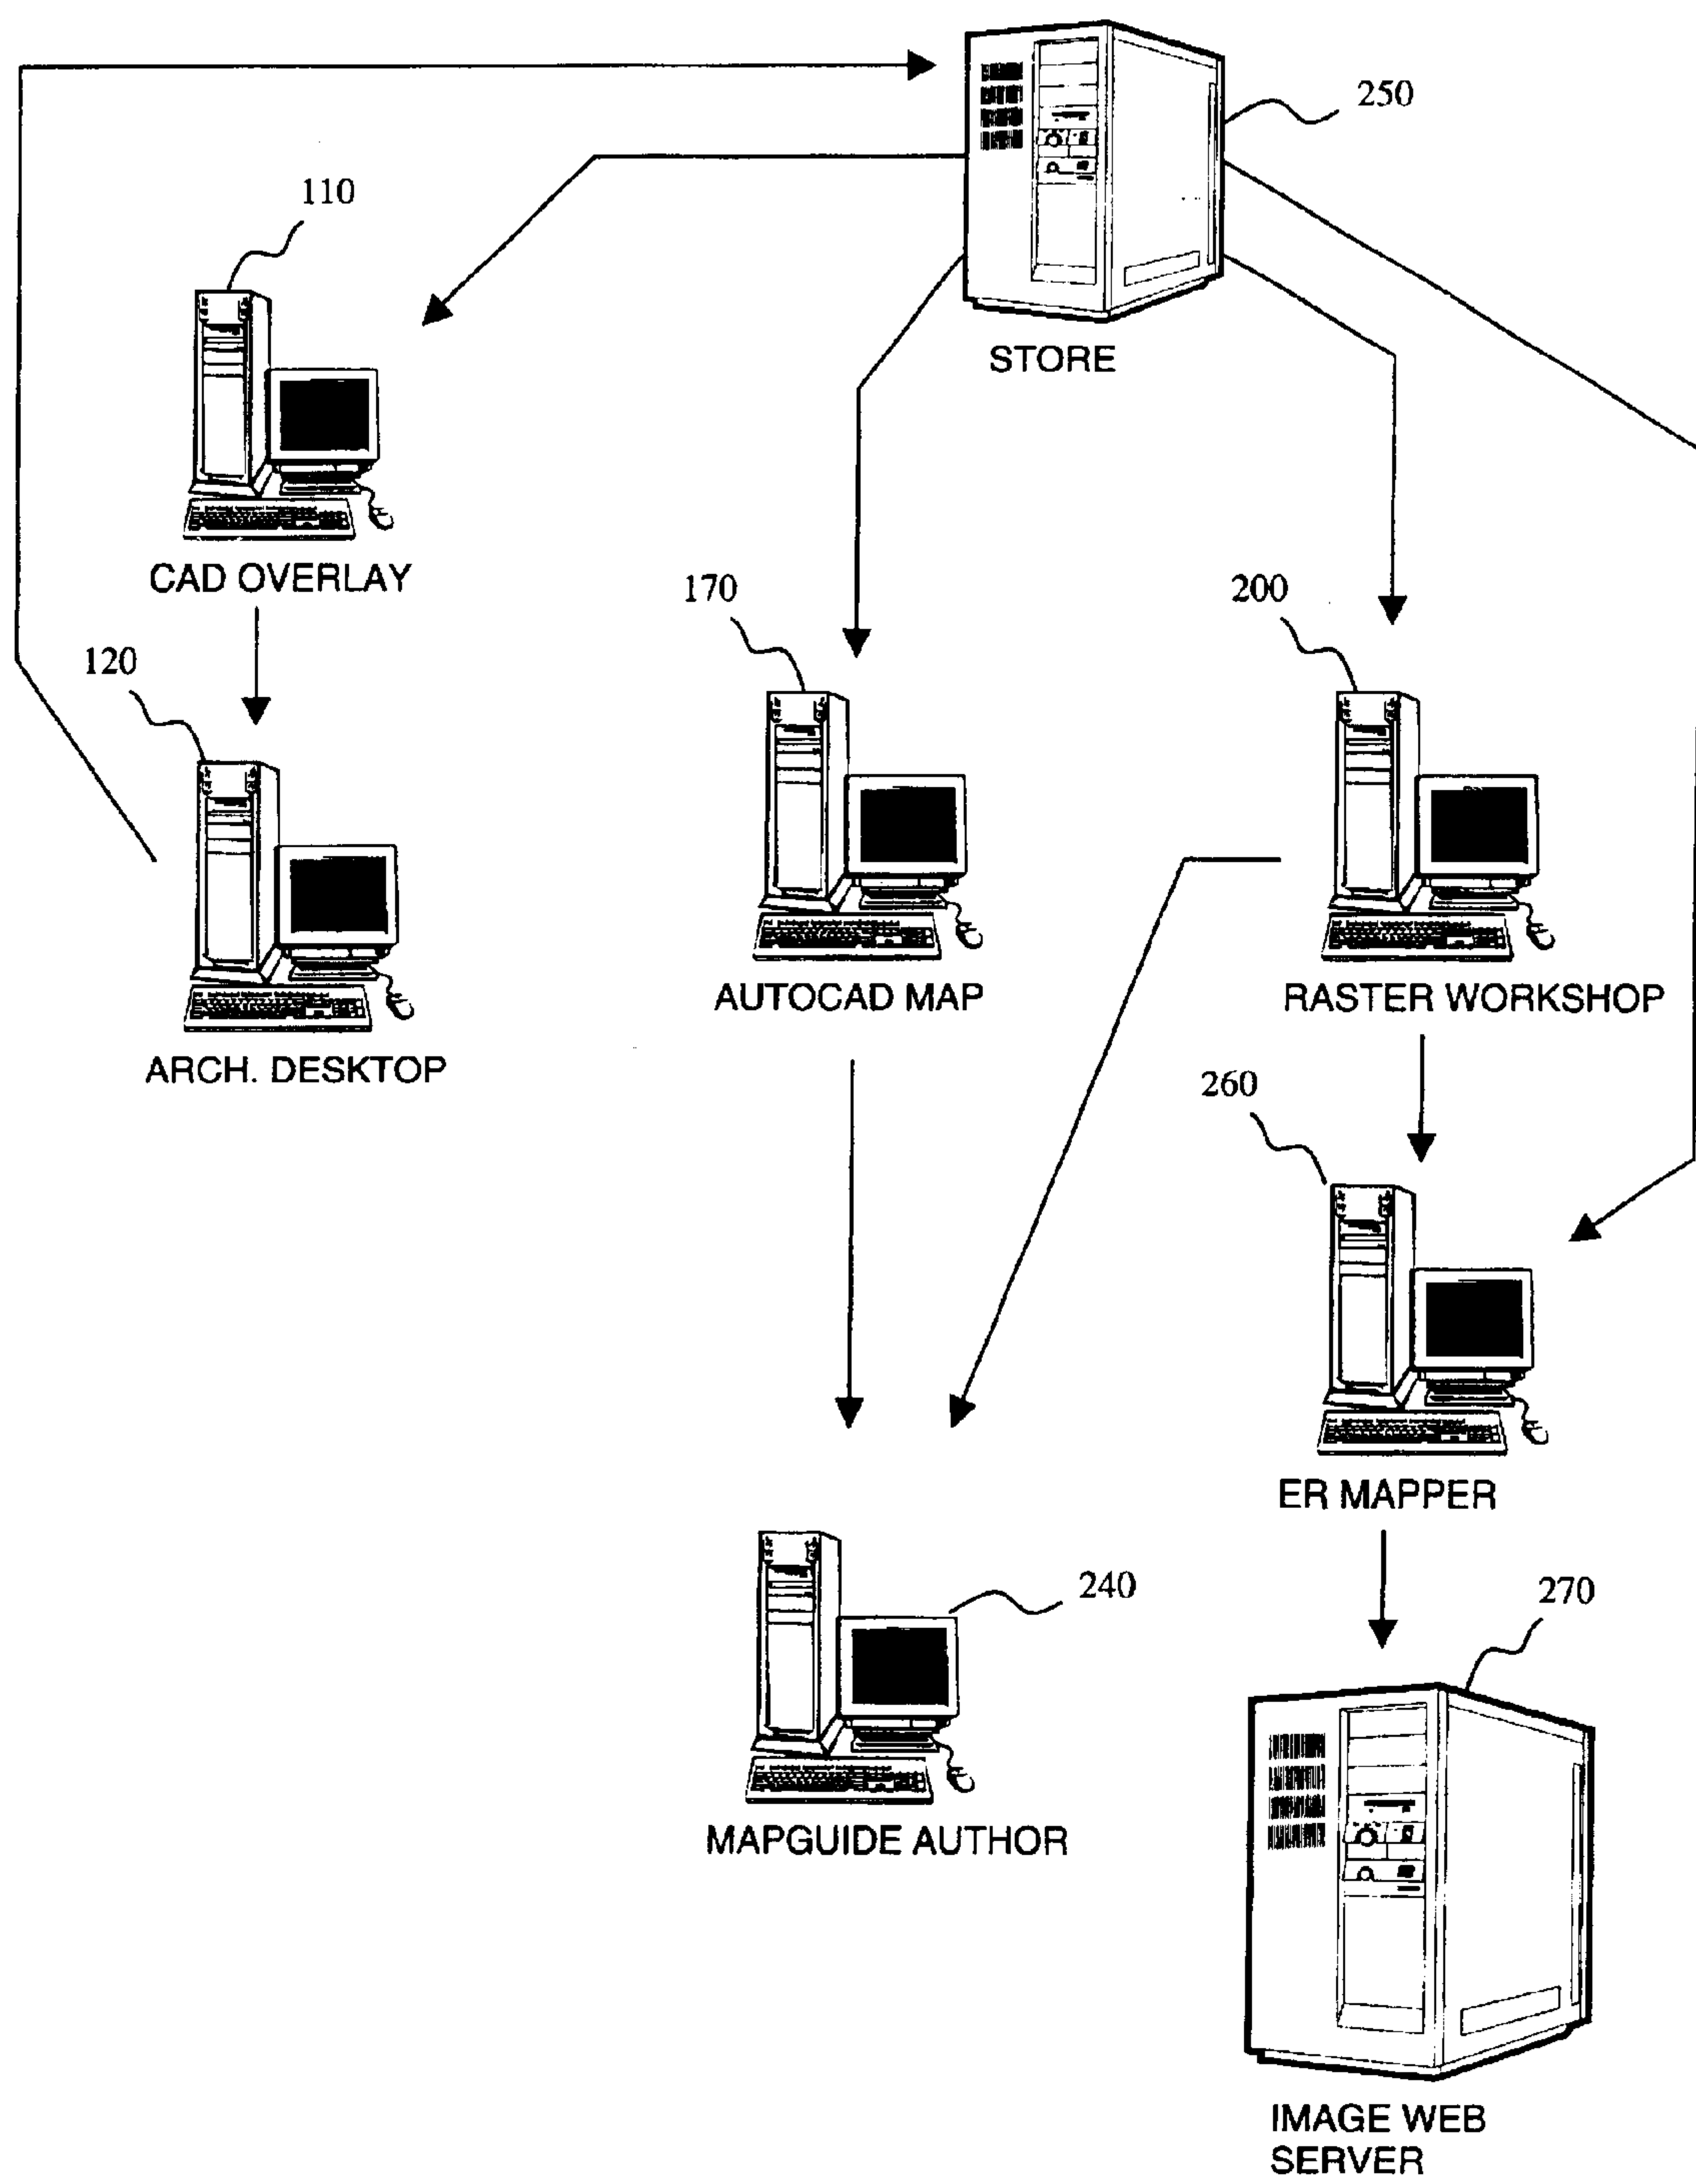 250
110
STORE
CAD OVERLAY
170
200
120
AUTOCAD MAP
RASTER WORKSHOP
ARCH. DESKTOP
260
ER MAPPER
240
270
MAPGUIDE AUTHOR
IMAGE WEB
SERVER